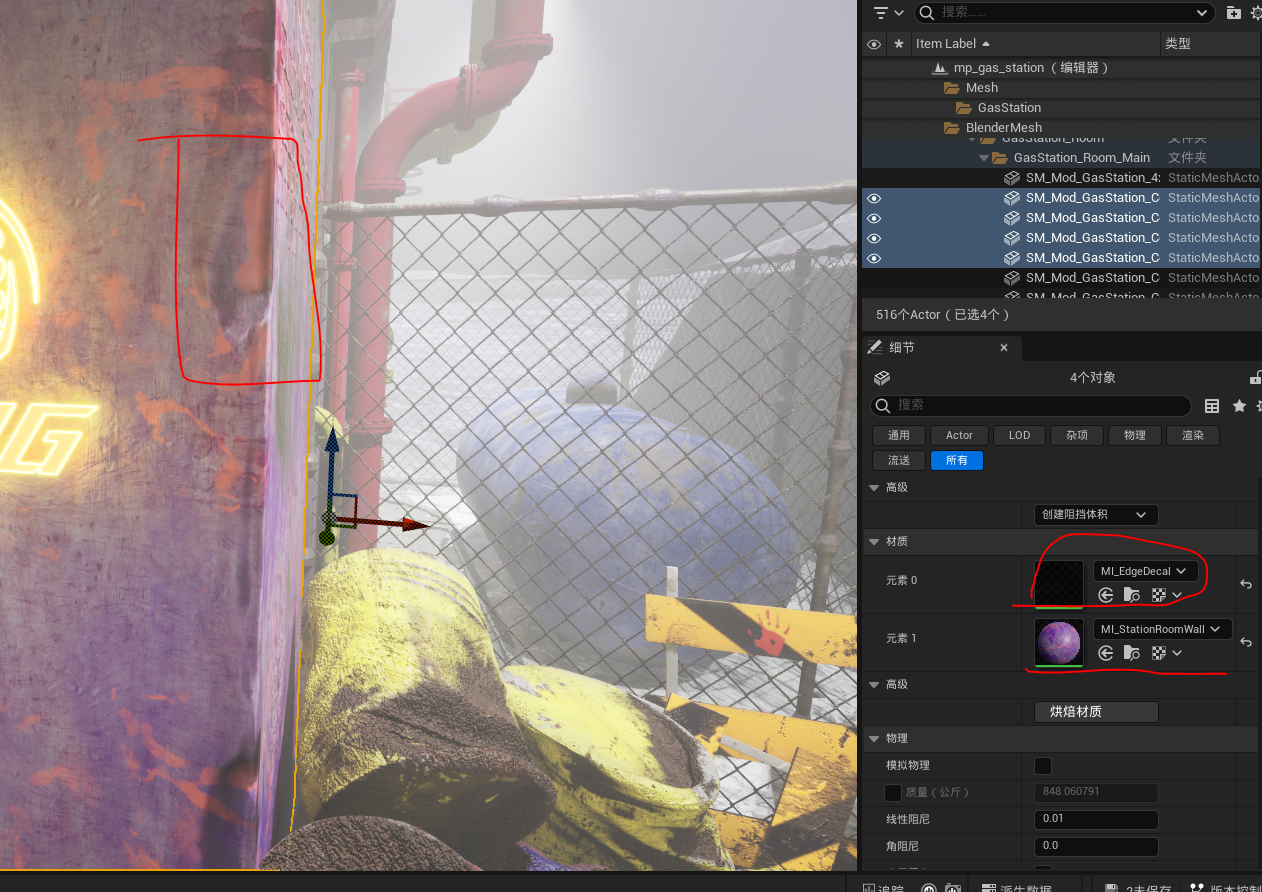 搜索......
Item Label
类型
mp_gas_station（编辑器）
Mesh
GasStation
BlenderMesh
GasStation_Room
文件夹
GasStation_Room_Main
文件夹
SM_Mod_GasStation_4
StaticMeshActo
SM_Mod_GasStation_C
StaticMeshActo
SM_Mod_GasStation_C
StaticMeshActo
SM_Mod_GasStation_C
StaticMeshActo
SM_Mod_GasStation_C
StaticMeshActo
SM_Mod_GasStation_C
StaticMeshActo
SM_Mod_GasStation_C
StaticMeshActo
516个Actor（已选4个）
细节
4个对象
搜索
通用
Actor
LOD
杂项
物理
渲染
流送
所有
高级
创建阻挡体积
材质
元素 0
MI_EdgeDecal
元素 1
MI_StationRoomWall
高级
烘焙材质
物理
模拟物理
质量（公斤）
848.060791
线性阻尼
0.01
角阻尼
0.0
追踪
派生数据
2未保存
版本控制